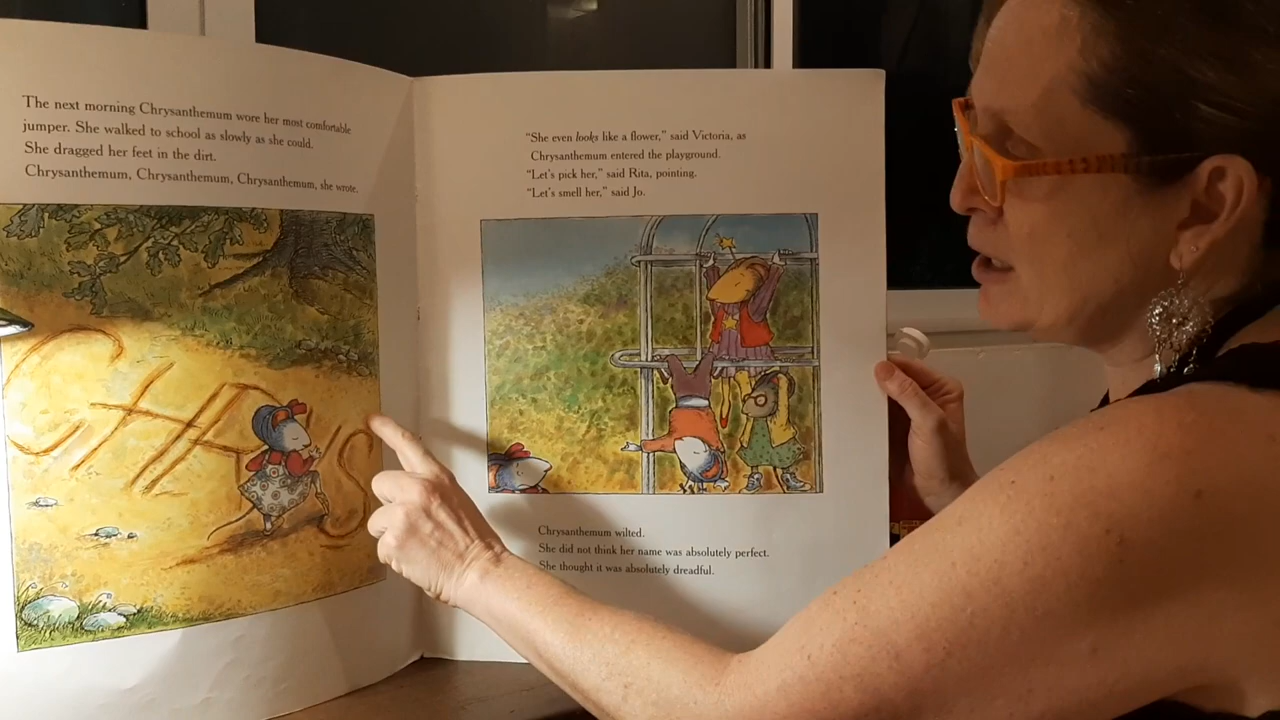 The next morning Chrysanthemum wore her most comfortable
jumper. She walked to school as slowly as she could.
She dragged her feet in the dirt.
Chrysanthemum, Chrysanthemum, Chrysanthemum, she wrote.
CHRYS
“She even looks like a flower,” said Victoria, as
Chrysanthemum entered the playground.
“Let’s pick her,” said Rita, pointing.
“Let’s smell her,” said Jo.
Chrysanthemum wilted.
She did not think her name was absolutely perfect.
She thought it was absolutely dreadful.